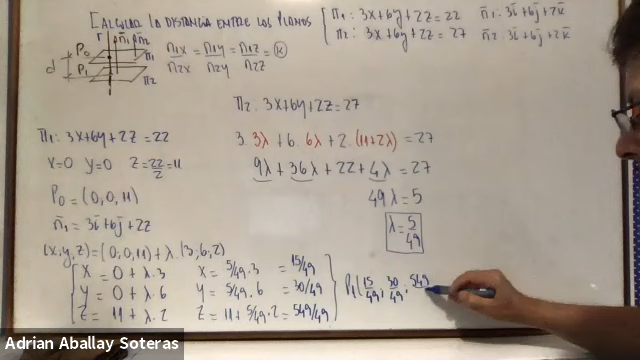 CALCULAR LA DISTANCIA ENTRE LOS PLANOS { π1: 3x+6y+2z=22 n̄1: 3i+6j+2k
π2: 3x+6y+2z=27 n̄2: 3i+6j+2k
r n̄1 n̄2
P0 π1
d P1 π2
n1x/n2x = n1y/n2y = n1z/n2z = k
π2: 3x+6y+2z=27
π1: 3x+6y+2z=22
3. 3λ + 6. 6λ + 2. (11+2λ) = 27
x=0 y=0 z=22/2=11
9λ + 36λ + 22 + 4λ = 27
P0 = (0,0,11)
49λ = 5
n̄1 = 3i+6j+2z
λ = 5/49
(x,y,z) = (0,0,11) + λ.(3,6,2)
x = 0 + λ.3 x = 5/49.3 = 15/49
y = 0 + λ.6 y = 5/49.6 = 30/49
z = 11 + λ.2 z = 11 + 5/49.2 = 549/49
P1(15/49; 30/49; 549
Adrian Aballay Soteras